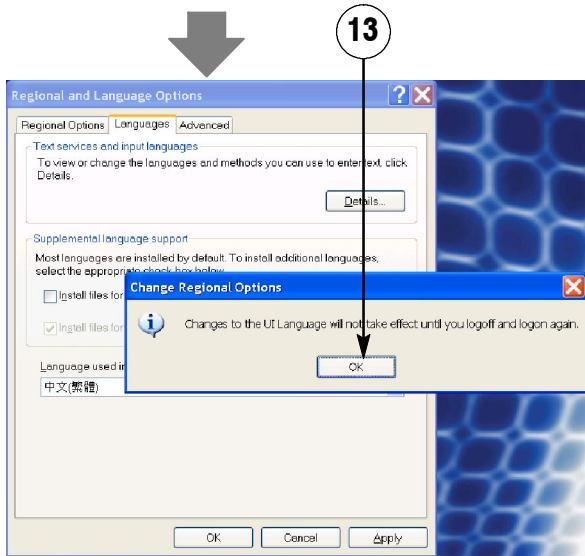 13
Regional and Language Options
Regional Options
Languages
Advanced
Text services and input languages
To view or change the languages and methods you can use to enter text, click
Details.
Details...
Supplemental language support
Most languages are installed by default. To install additional languages,
select the appropriate check box below.
Install files for
Install files for
Change Regional Options
Changes to the UI Language will not take effect until you logoff and logon again.
OK
Language used in
中文(繁體)
OK
Cancel
Apply